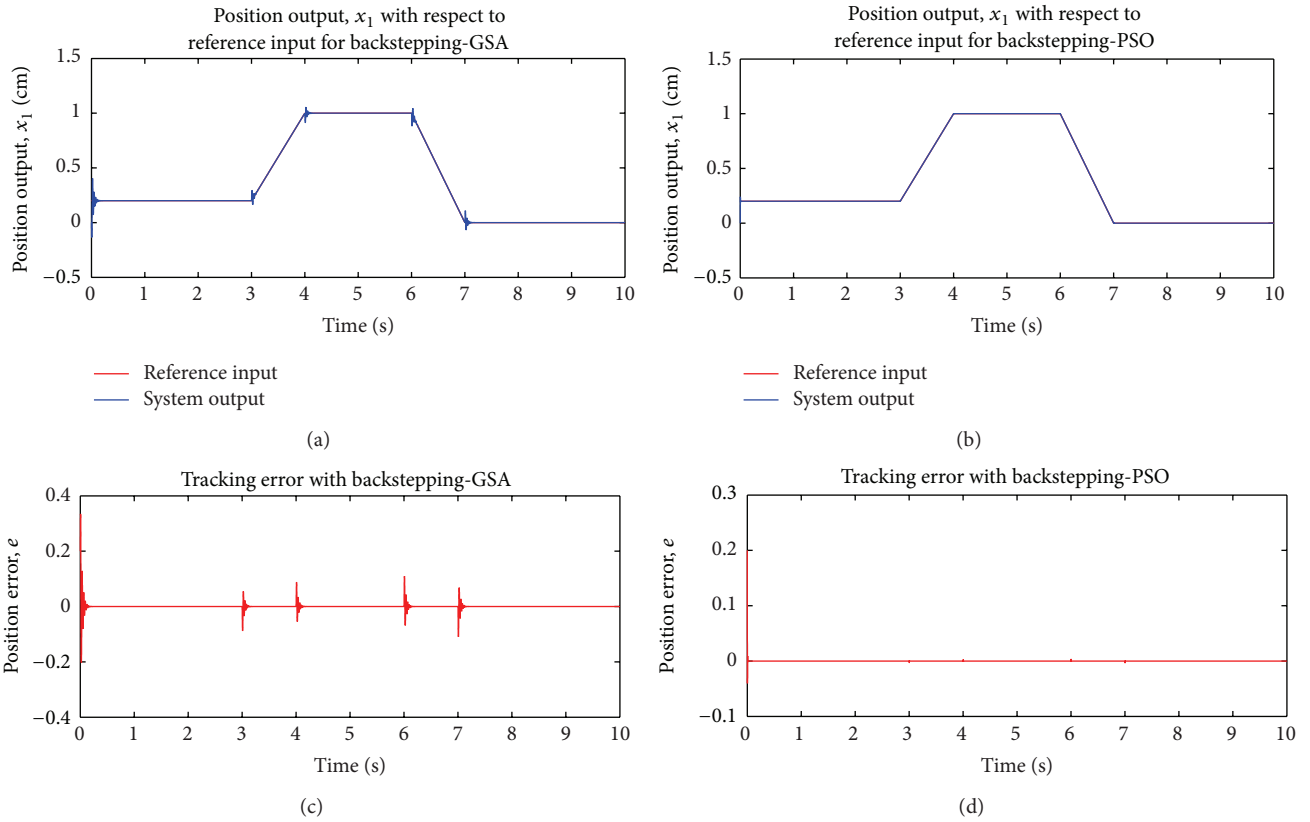 Position output, x₁ with respect to
reference input for backstepping-GSA
1.5
1
0.5
0
−0.5
Position output, x₁ (cm)
0 1 2 3 4 5 6 7 8 9 10
Time (s)
Reference input
System output
(a)
Position output, x₁ with respect to
reference input for backstepping-PSO
1.5
1
0.5
0
−0.5
Position output, x₁ (cm)
0 1 2 3 4 5 6 7 8 9 10
Time (s)
Reference input
System output
(b)
Tracking error with backstepping-GSA
0.4
0.2
0
−0.2
−0.4
Position error, e
0 1 2 3 4 5 6 7 8 9 10
Time (s)
(c)
Tracking error with backstepping-PSO
0.3
0.2
0.1
0
−0.1
Position error, e
0 1 2 3 4 5 6 7 8 9 10
Time (s)
(d)